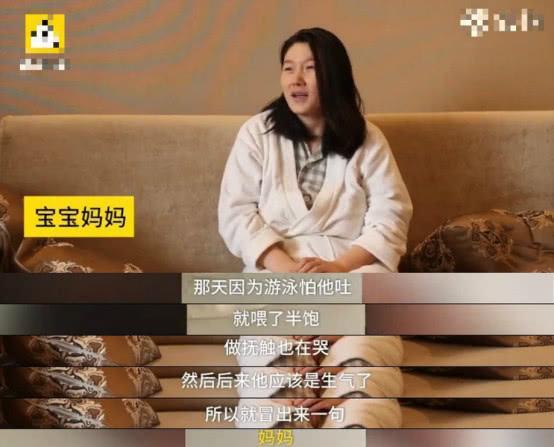 宝宝妈妈
那天因为游泳怕他吐
就喂了半饱
做抚触也在哭
然后后来他应该是生气了
所以就冒出来一句
妈妈